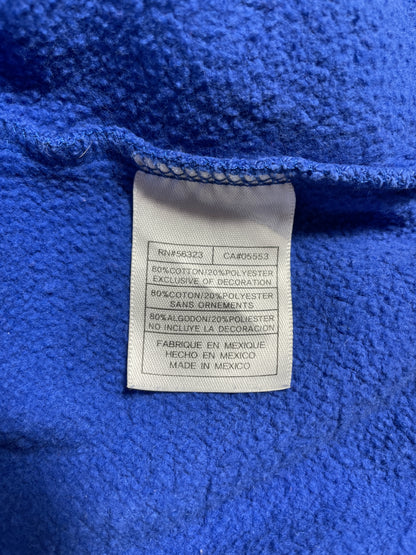 RN#56323 CA#05553
80%COTTON/20%POLYESTER
EXCLUSIVE OF DECORATION
80%COTON/20%POLYESTER
SANS ORNEMENTS
80%ALGODON/20%POLIESTER
NO INCLUYE LA DECORACION
FABRIQUE EN MEXIQUE
HECHO EN MEXICO
MADE IN MEXICO